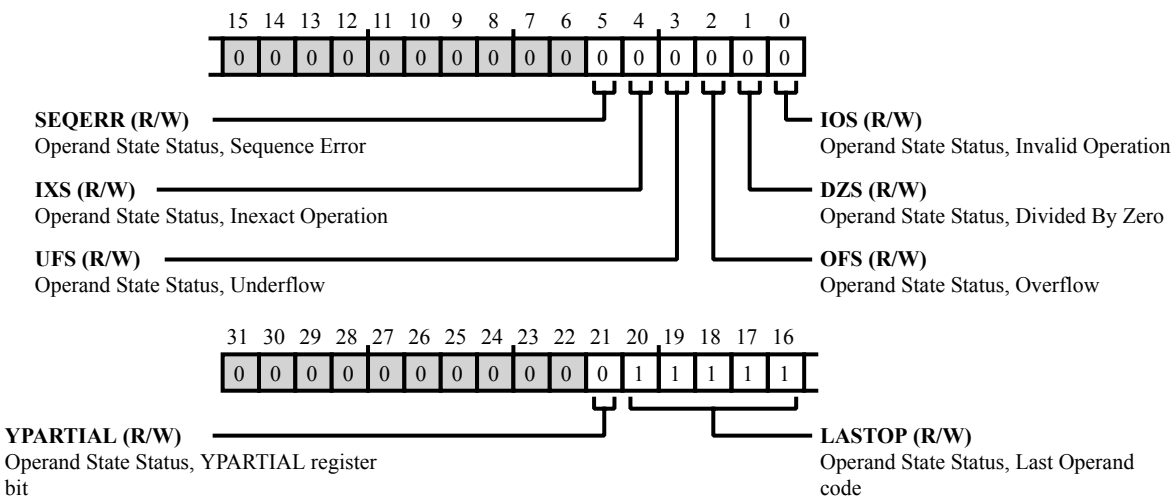 15 14 13 12 11 10 9 8 7 6 5 4 3 2 1 0
0 0 0 0 0 0 0 0 0 0 0 0 0 0 0 0
SEQERR (R/W)
Operand State Status, Sequence Error
IOS (R/W)
Operand State Status, Invalid Operation
IXS (R/W)
Operand State Status, Inexact Operation
DZS (R/W)
Operand State Status, Divided By Zero
UFS (R/W)
Operand State Status, Underflow
OFS (R/W)
Operand State Status, Overflow
31 30 29 28 27 26 25 24 23 22 21 20 19 18 17 16
0 0 0 0 0 0 0 0 0 0 0 1 1 1 1 1
YPARTIAL (R/W)
Operand State Status, YPARTIAL register
bit
LASTOP (R/W)
Operand State Status, Last Operand
code